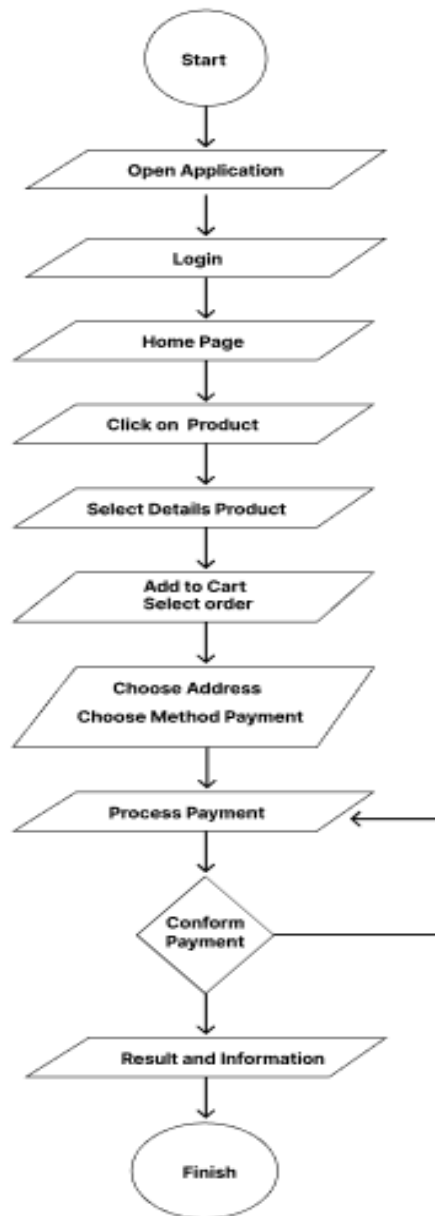 Start
Open Application
Login
Home Page
Click on Product
Select Details Product
Add to Cart
Select order
Choose Address
Choose Method Payment
Process Payment
Conform
Payment
Result and Information
Finish